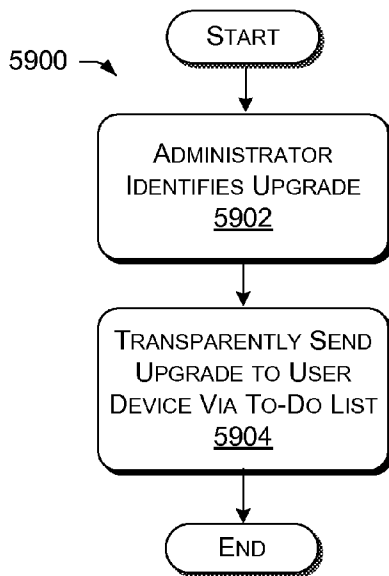 START
5900
ADMINISTRATOR
IDENTIFIES UPGRADE
5902
TRANSPARENTLY SEND
UPGRADE TO USER
DEVICE VIA TO-DO LIST
5904
END